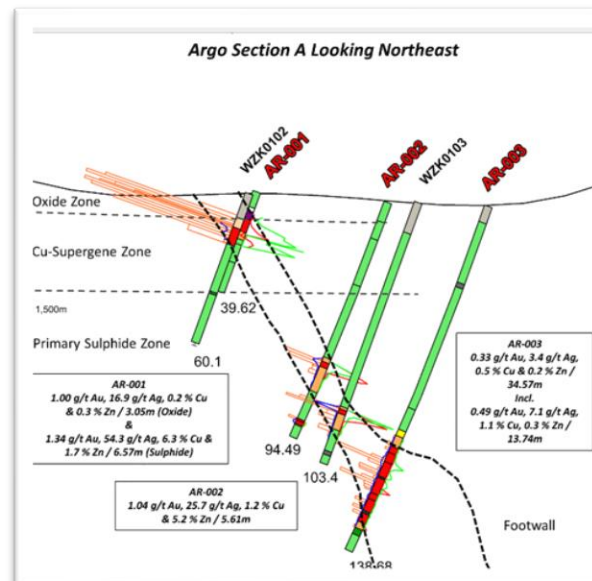 Argo Section A Looking Northeast
WZK0102
AR-001
AR-002
WZK0103
AR-003
Oxide Zone
Cu-Supergene Zone
1,500m
39.62
Primary Sulphide Zone
60.1
AR-003
0.33 g/t Au, 3.4 g/t Ag,
0.5 % Cu & 0.2 % Zn /
34.57m
Incl.
0.49 g/t Au, 7.1 g/t Ag,
1.1 % Cu, 0.3 % Zn /
13.74m
AR-001
1.00 g/t Au, 16.9 g/t Ag, 0.2 % Cu
& 0.3 % Zn / 3.05m (Oxide)
&
1.34 g/t Au, 54.3 g/t Ag, 6.3 % Cu &
1.7 % Zn / 6.57m (Sulphide)
94.49
103.4
AR-002
1.04 g/t Au, 25.7 g/t Ag, 1.2 % Cu
& 5.2 % Zn / 5.61m
Footwall
138.68